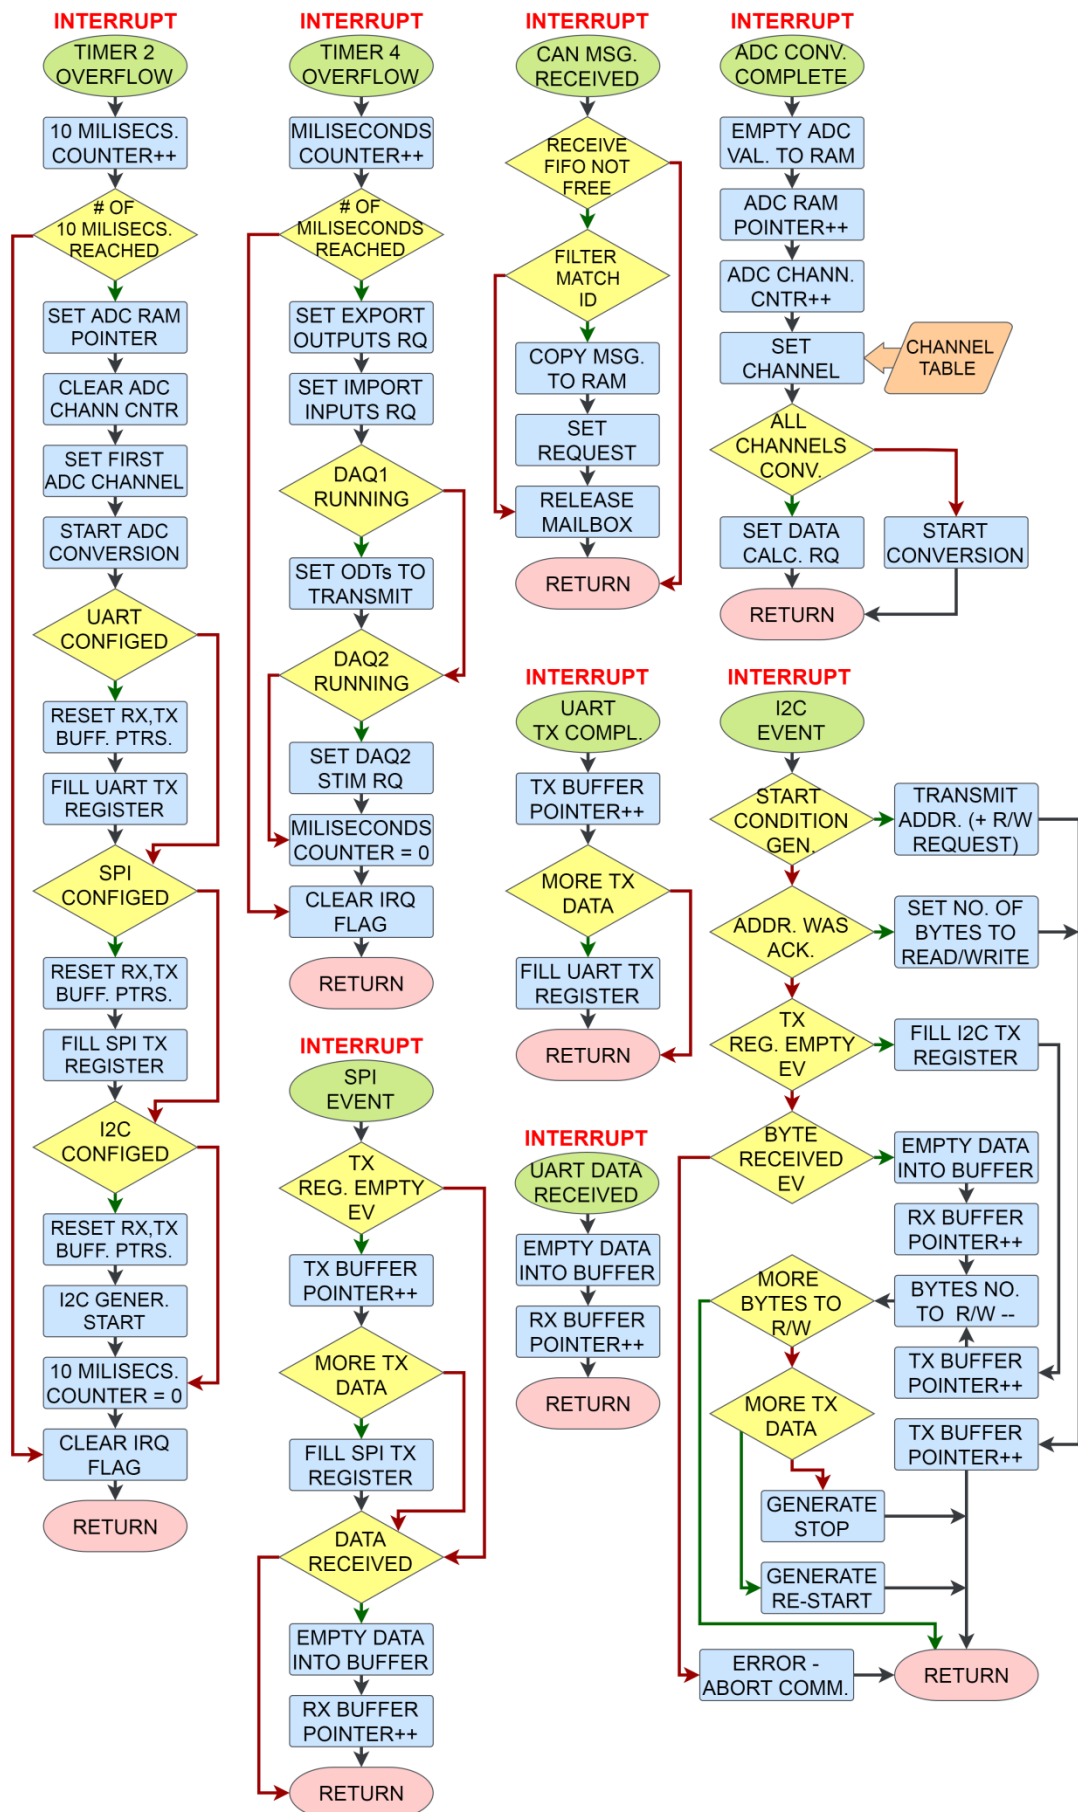 INTERRUPT
TIMER 2
OVERFLOW
10 MILISECS.
COUNTER++
# OF
10 MILISECS.
REACHED
SET ADC RAM
POINTER
CLEAR ADC
CHANN CNTR
SET FIRST
ADC CHANNEL
START ADC
CONVERSION
UART
CONFIGED
RESET RX,TX
BUFF. PTRS.
FILL UART TX
REGISTER
SPI
CONFIGED
RESET RX,TX
BUFF. PTRS.
FILL SPI TX
REGISTER
I2C
CONFIGED
RESET RX,TX
BUFF. PTRS.
I2C GENER.
START
10 MILISECS.
COUNTER = 0
CLEAR IRQ
FLAG
RETURN
INTERRUPT
TIMER 4
OVERFLOW
MILISECONDS
COUNTER++
# OF
MILISECONDS
REACHED
SET EXPORT
OUTPUTS RQ
SET IMPORT
INPUTS RQ
DAQ1
RUNNING
SET ODTs TO
TRANSMIT
DAQ2
RUNNING
SET DAQ2
STIM RQ
MILISECONDS
COUNTER = 0
CLEAR IRQ
FLAG
RETURN
INTERRUPT
SPI
EVENT
TX
REG. EMPTY
EV
TX BUFFER
POINTER++
MORE TX
DATA
FILL SPI TX
REGISTER
DATA
RECEIVED
EMPTY DATA
INTO BUFFER
RX BUFFER
POINTER++
RETURN
INTERRUPT
CAN MSG.
RECEIVED
RECEIVE
FIFO NOT
FREE
FILTER
MATCH
ID
COPY MSG.
TO RAM
SET
REQUEST
RELEASE
MAILBOX
RETURN
INTERRUPT
UART
TX COMPL.
TX BUFFER
POINTER++
MORE TX
DATA
FILL UART TX
REGISTER
RETURN
INTERRUPT
UART DATA
RECEIVED
EMPTY DATA
INTO BUFFER
RX BUFFER
POINTER++
RETURN
INTERRUPT
ADC CONV.
COMPLETE
EMPTY ADC
VAL. TO RAM
ADC RAM
POINTER++
ADC CHANN.
CNTR++
SET
CHANNEL
CHANNEL
TABLE
ALL
CHANNELS
CONV.
SET DATA
CALC. RQ
START
CONVERSION
RETURN
INTERRUPT
I2C
EVENT
START
CONDITION
GEN.
TRANSMIT
ADDR. (+ R/W
REQUEST)
ADDR. WAS
ACK.
SET NO. OF
BYTES TO
READ/WRITE
TX
REG. EMPTY
EV
FILL I2C TX
REGISTER
BYTE
RECEIVED
EV
EMPTY DATA
INTO BUFFER
RX BUFFER
POINTER++
MORE
BYTES TO
R/W
BYTES NO.
TO R/W --
TX BUFFER
POINTER++
MORE TX
DATA
TX BUFFER
POINTER++
GENERATE
STOP
GENERATE
RE-START
ERROR -
ABORT COMM.
RETURN